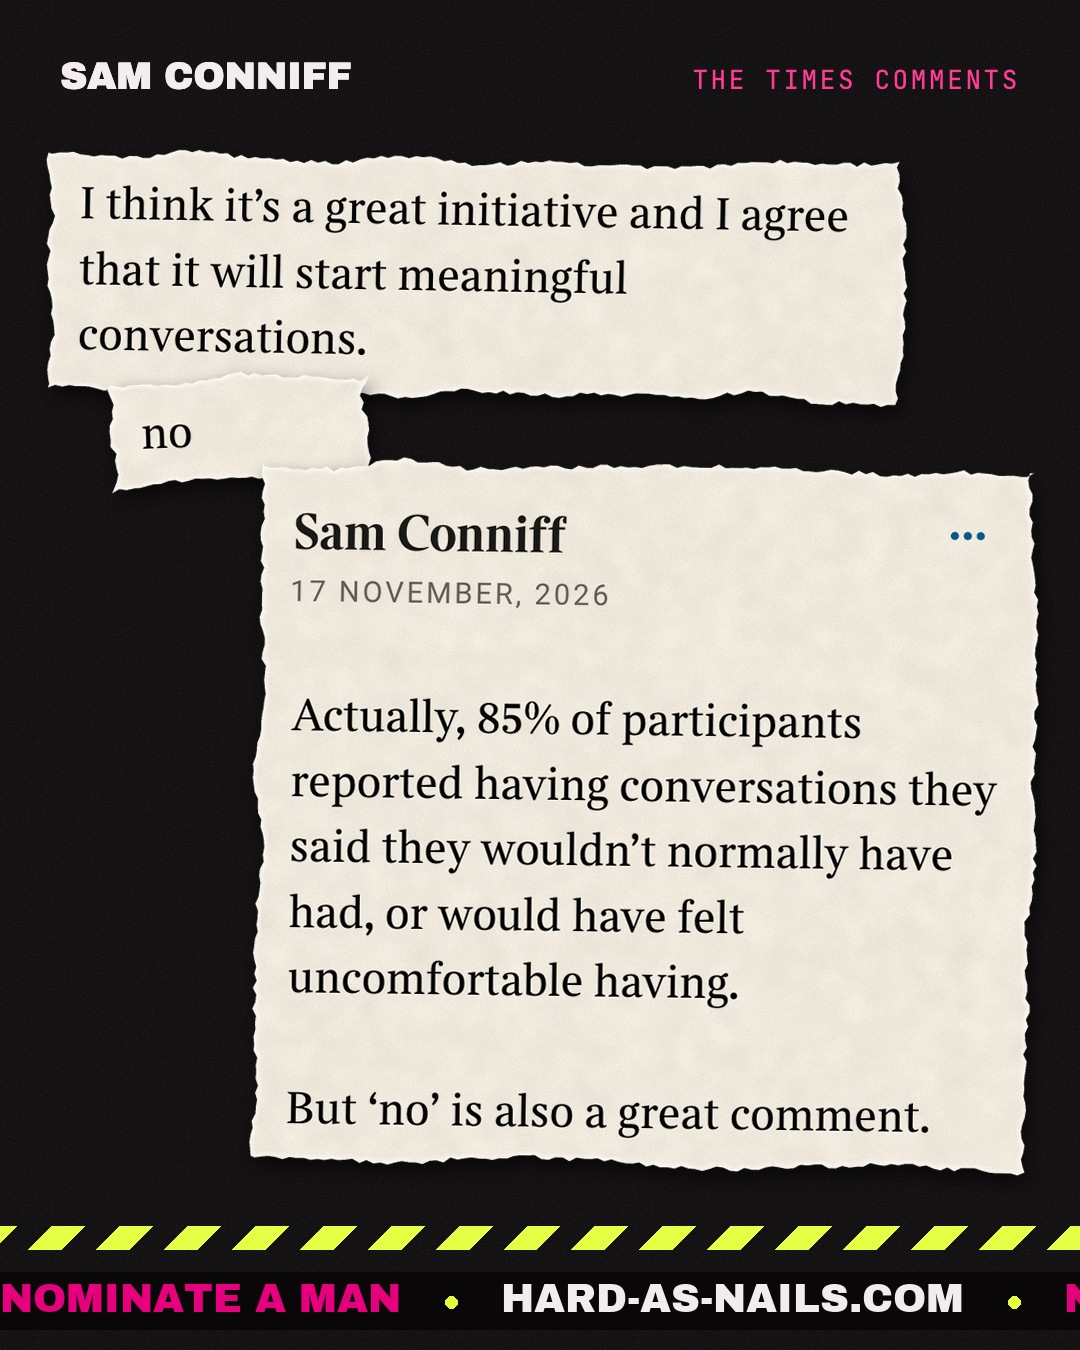 SAM CONNIFF
THE TIMES COMMENTS
I think it’s a great initiative and I agree
that it will start meaningful
conversations.
no
Sam Conniff
17 NOVEMBER, 2026
Actually, 85% of participants
reported having conversations they
said they wouldn’t normally have
had, or would have felt
uncomfortable having.
But ‘no’ is also a great comment.
NOMINATE A MAN • HARD-AS-NAILS.COM •